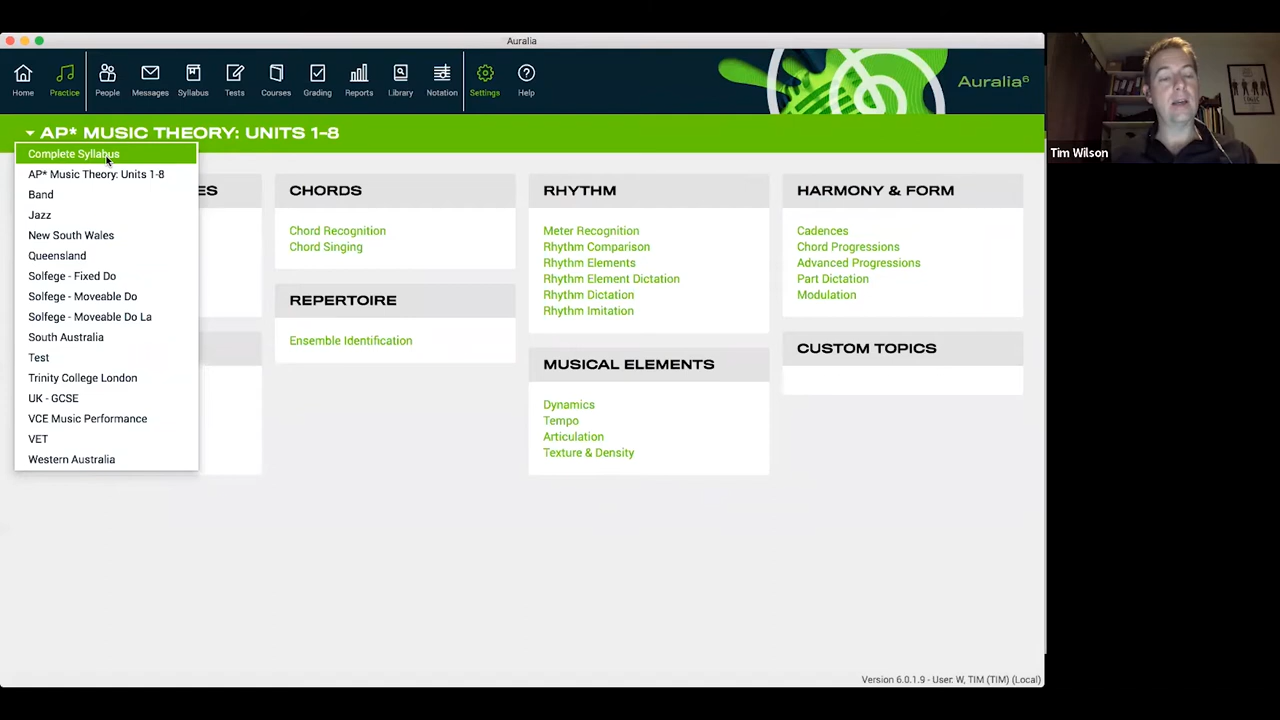 Auralia
Home
Practice
People
Messages
Syllabus
Tests
Courses
Grading
Reports
Library
Notation
Settings
Help
Auralia⁶
AP* MUSIC THEORY: UNITS 1-8
Complete Syllabus
AP* Music Theory: Units 1-8
Band
Jazz
New South Wales
Queensland
Solfege - Fixed Do
Solfege - Moveable Do
Solfege - Moveable Do La
South Australia
Test
Trinity College London
UK - GCSE
VCE Music Performance
VET
Western Australia
ES
CHORDS
Chord Recognition
Chord Singing
REPERTOIRE
Ensemble Identification
RHYTHM
Meter Recognition
Rhythm Comparison
Rhythm Elements
Rhythm Element Dictation
Rhythm Dictation
Rhythm Imitation
MUSICAL ELEMENTS
Dynamics
Tempo
Articulation
Texture & Density
HARMONY & FORM
Cadences
Chord Progressions
Advanced Progressions
Part Dictation
Modulation
CUSTOM TOPICS
Version 6.0.1.9 - User: W, TIM (TIM) (Local)
Tim Wilson